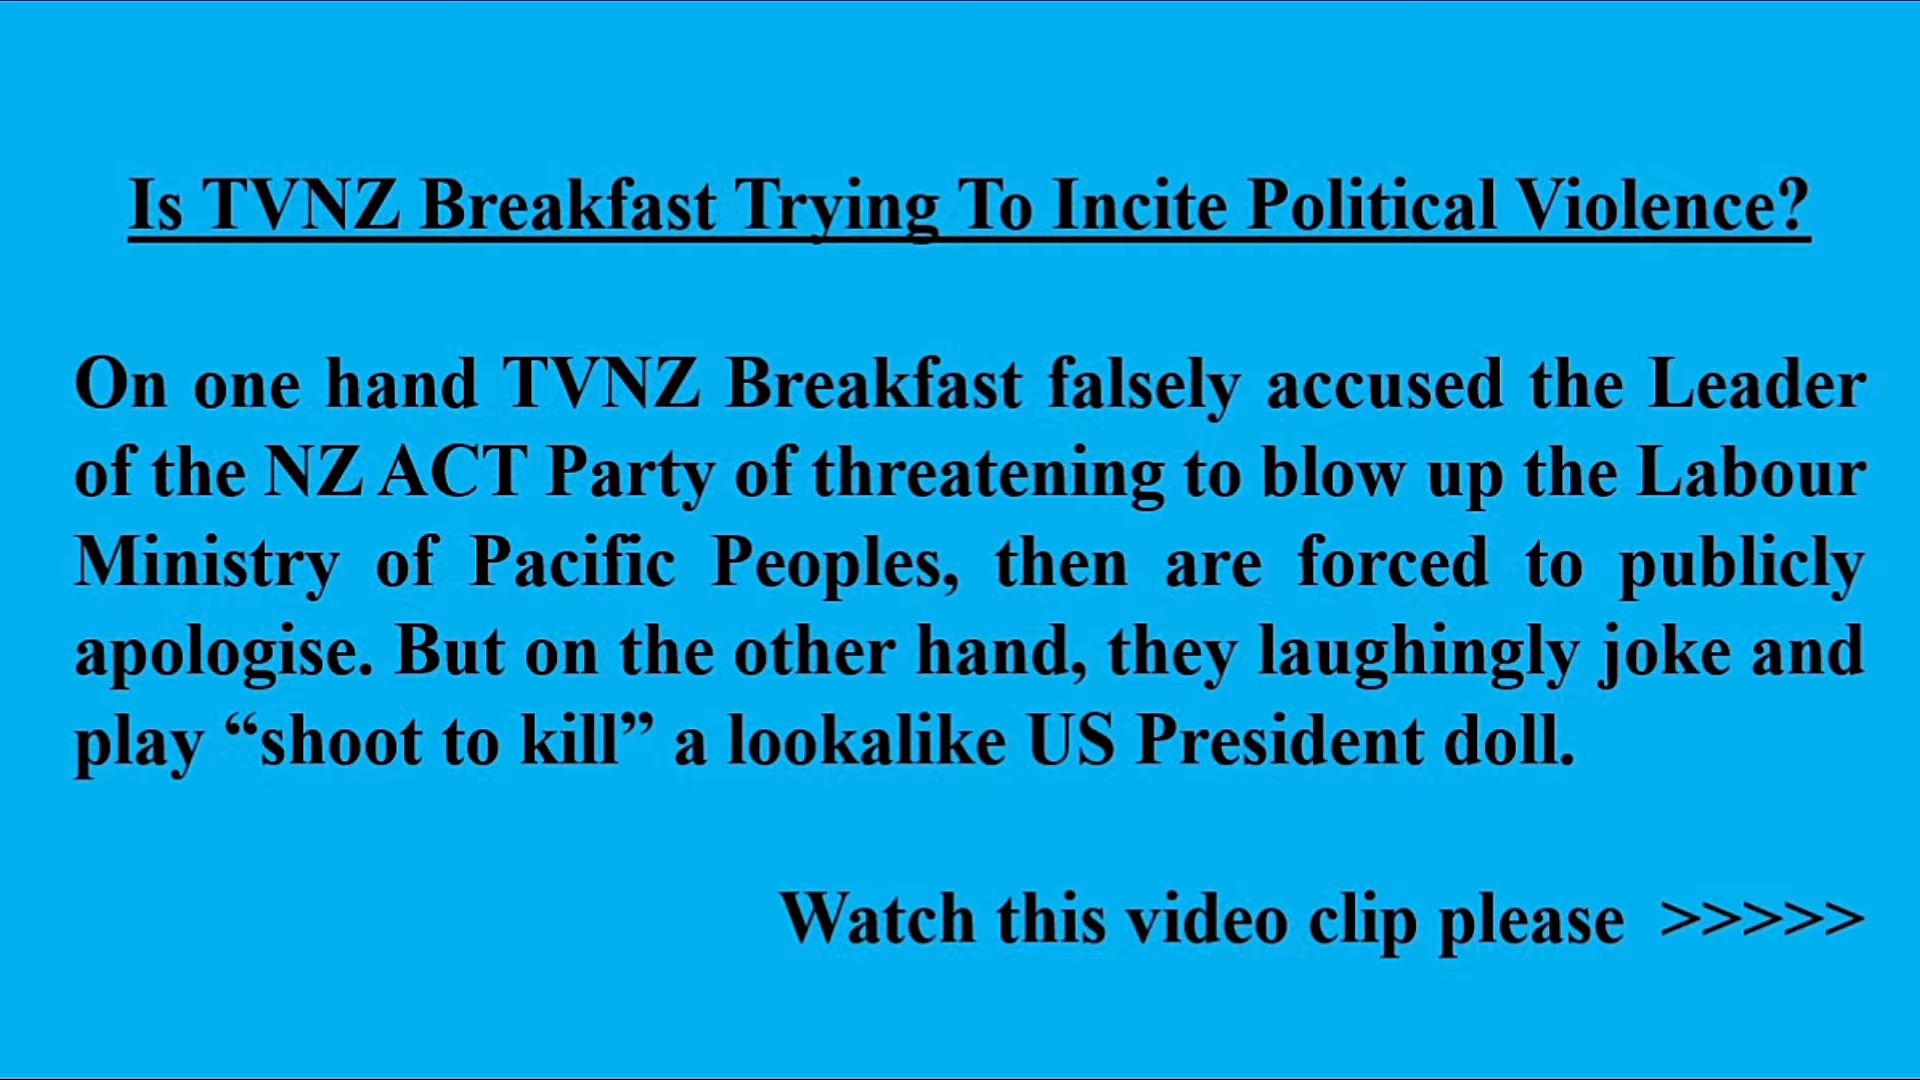 Is TVNZ Breakfast Trying To Incite Political Violence?
On one hand TVNZ Breakfast falsely accused the Leader
of the NZ ACT Party of threatening to blow up the Labour
Ministry of Pacific Peoples, then are forced to publicly
apologise. But on the other hand, they laughingly joke and
play “shoot to kill” a lookalike US President doll.
Watch this video clip please >>>>>